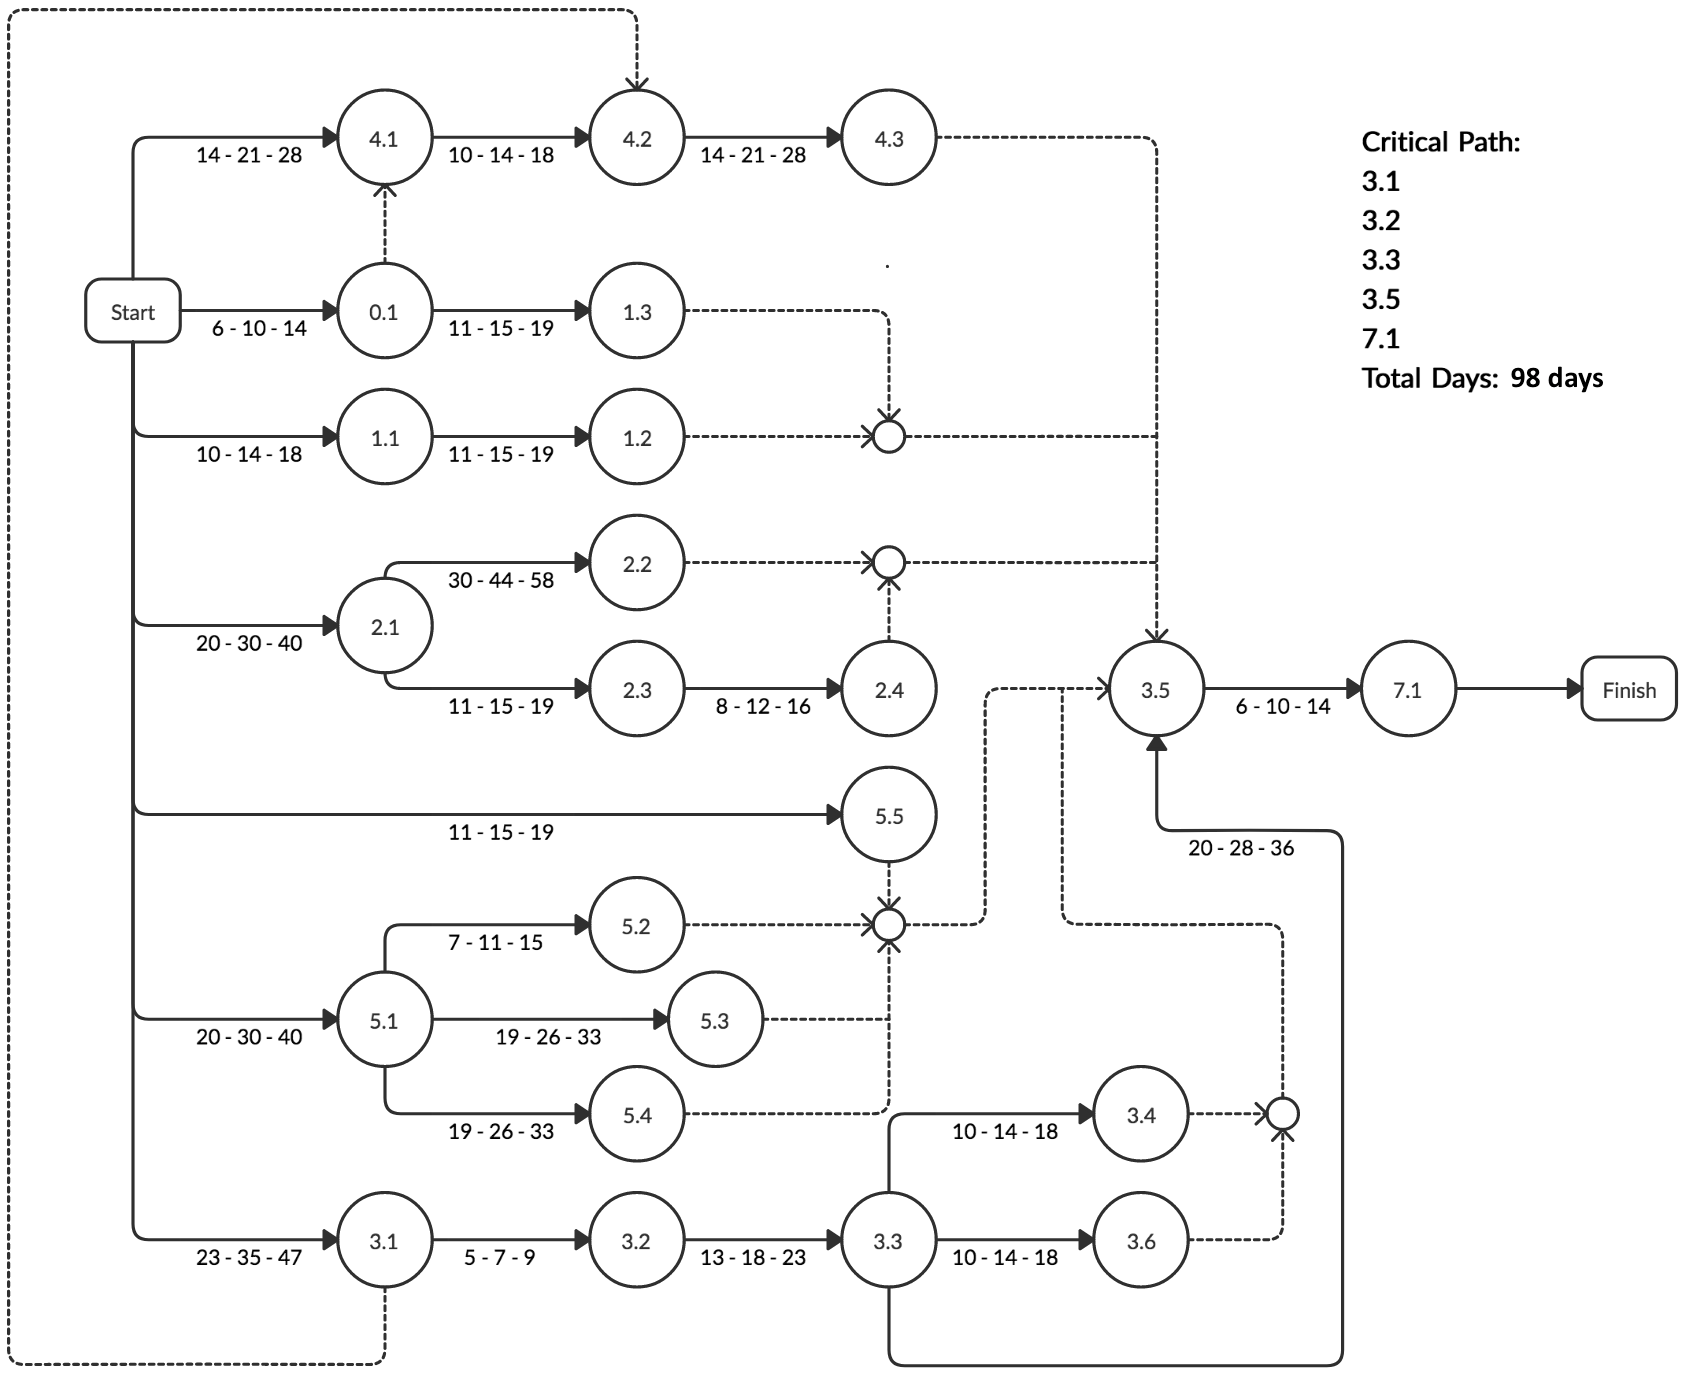 4.1
4.2
4.3
14 - 21 - 28
10 - 14 - 18
14 - 21 - 28
Critical Path:
3.1
3.2
3.3
3.5
7.1
Total Days: 98 days
Start
0.1
1.3
6 - 10 - 14
11 - 15 - 19
1.1
1.2
10 - 14 - 18
11 - 15 - 19
2.2
30 - 44 - 58
2.1
20 - 30 - 40
2.3
2.4
11 - 15 - 19
8 - 12 - 16
3.5
7.1
Finish
6 - 10 - 14
5.5
11 - 15 - 19
20 - 28 - 36
5.2
7 - 11 - 15
5.1
5.3
20 - 30 - 40
19 - 26 - 33
5.4
19 - 26 - 33
3.4
10 - 14 - 18
3.1
3.2
3.3
3.6
23 - 35 - 47
5 - 7 - 9
13 - 18 - 23
10 - 14 - 18